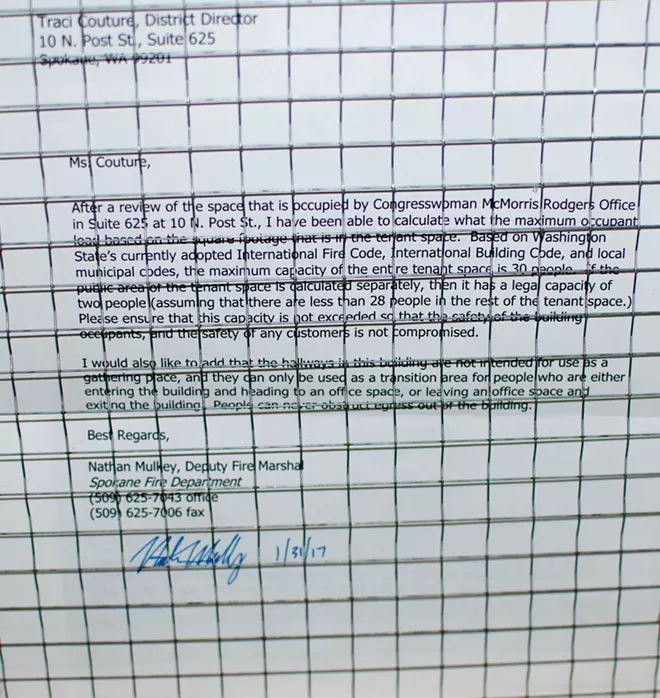 Traci Couture, District Director
10 N. Post St., Suite 625
Spokane, WA 99201
Ms. Couture,
After a review of the space that is occupied by Congresswoman McMorris Rodgers Office
in Suite 625 at 10 N. Post St., I have been able to calculate what the maximum occupant
load based on the square footage that is in the tenant space. Based on Washington
State's currently adopted International Fire Code, International Building Code, and local
municipal codes, the maximum capacity of the entire tenant space is 30 people. If the
public area of the tenant space is calculated separately, then it has a legal capacity of
two people (assuming that there are less than 28 people in the rest of the tenant space.)
Please ensure that this capacity is not exceeded so that the safety of the building
occupants, and the safety of any customers is not compromised.
I would also like to add that the hallways in this building are not intended for use as a
gathering place, and they can only be used as a transition area for people who are either
entering the building and heading to an office space, or leaving an office space and
exiting the building. People can never obstruct egress out of the building.
Best Regards,
Nathan Mulkey, Deputy Fire Marshal
Spokane Fire Department
(509) 625-7043 office
(509) 625-7006 fax
1/31/17